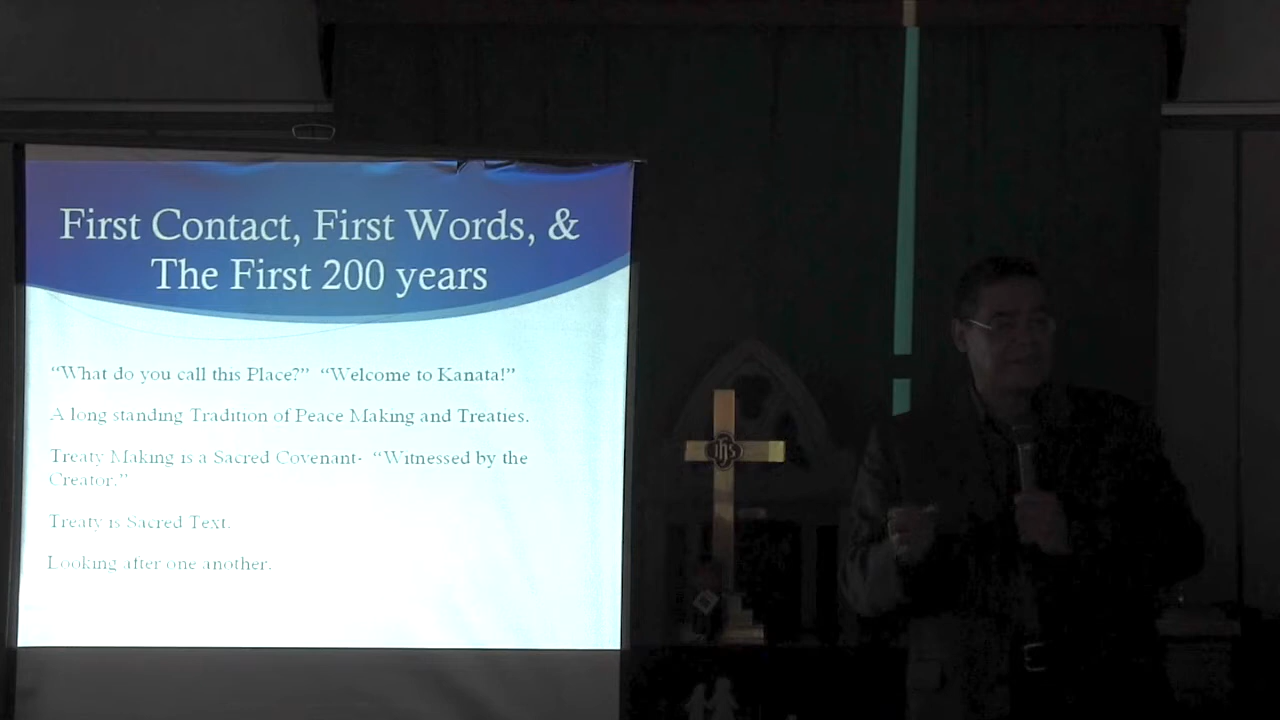 First Contact, First Words, &
The First 200 years
“What do you call this Place?” “Welcome to Kanata!”
A long standing Tradition of Peace Making and Treaties.
Treaty Making is a Sacred Covenant- “Witnessed by the
Creator.”
Treaty is Sacred Text.
Looking after one another.
IHS